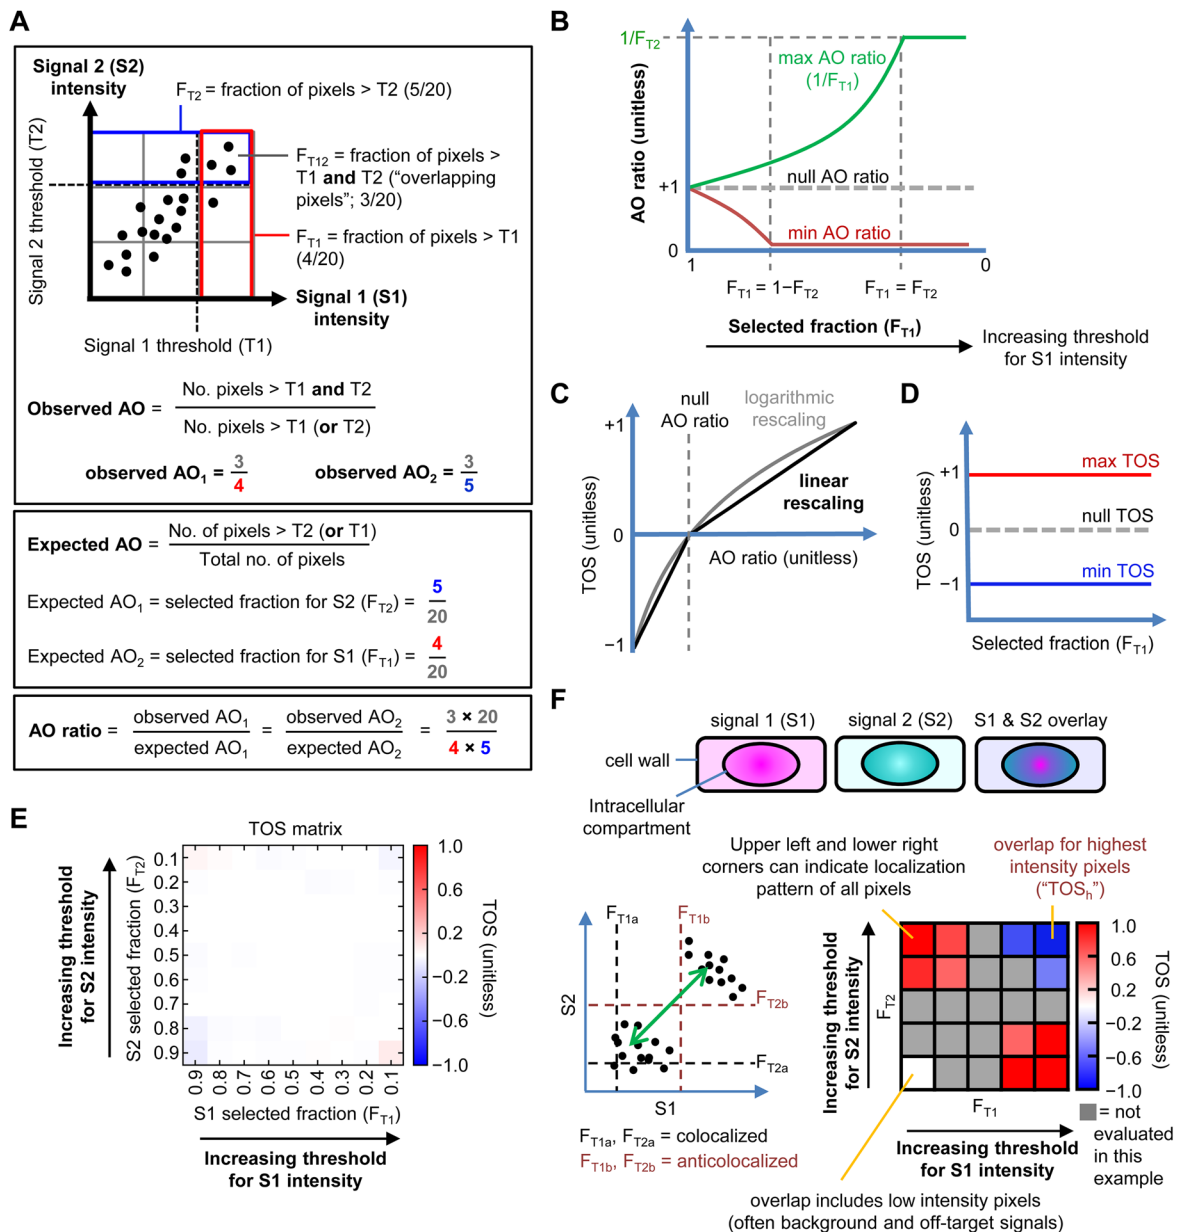 A
Signal 2 (S2)
intensity
F_T2 = fraction of pixels > T2 (5/20)
Signal 2 threshold (T2)
F_T12 = fraction of pixels >
T1 and T2 (“overlapping
pixels”; 3/20)
F_T1 = fraction of pixels > T1
(4/20)
Signal 1 (S1)
intensity
Signal 1 threshold (T1)
Observed AO = No. pixels > T1 and T2
No. pixels > T1 (or T2)
observed AO_1 = 3/4 observed AO_2 = 3/5
Expected AO = No. of pixels > T2 (or T1)
Total no. of pixels
Expected AO_1 = selected fraction for S2 (F_T2) = 5/20
Expected AO_2 = selected fraction for S1 (F_T1) = 4/20
AO ratio = observed AO_1 / expected AO_1 = observed AO_2 / expected AO_2 = 3 × 20 / 4 × 5
B
1/F_T2
max AO ratio
(1/F_T1)
AO ratio (unitless)
null AO ratio
+1
min AO ratio
0
1
0
F_T1 = 1−F_T2
F_T1 = F_T2
Selected fraction (F_T1)
Increasing threshold
for S1 intensity
C
null
AO ratio
logarithmic
rescaling
+1
linear
rescaling
TOS (unitless)
0
AO ratio (unitless)
−1
D
max TOS
+1
TOS (unitless)
null TOS
0
min TOS
−1
Selected fraction (F_T1)
E
TOS matrix
Increasing threshold
for S2 intensity
S2 selected fraction (F_T2)
0.1
0.2
0.3
0.4
0.5
0.6
0.7
0.8
0.9
0.9 0.8 0.7 0.6 0.5 0.4 0.3 0.2 0.1
S1 selected fraction (F_T1)
Increasing threshold
for S1 intensity
1.0
0.6
0.2
−0.2
−0.6
−1.0
TOS (unitless)
F
signal 1 (S1)
signal 2 (S2)
S1 & S2 overlay
cell wall
Intracellular
compartment
Upper left and lower right
corners can indicate localization
pattern of all pixels
overlap for highest
intensity pixels
(“TOS_h”)
F_T1a
F_T1b
S2
F_T2b
F_T2a
S1
F_T1a, F_T2a = colocalized
F_T1b, F_T2b = anticolocalized
Increasing threshold
for S2 intensity
F_T2
F_T1
Increasing threshold
for S1 intensity
1.0
0.6
0.2
−0.2
−0.6
−1.0
TOS (unitless)
= not
evaluated
in this
example
overlap includes low intensity pixels
(often background and off-target signals)